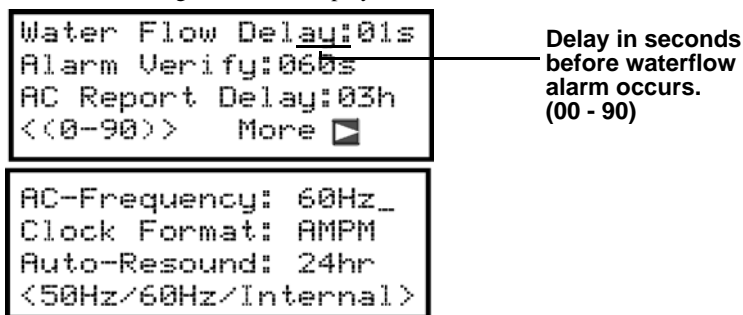 Water Flow Delay:01s
Alarm Verify:060s
AC Report Delay:03h
<(0-90)> More
Delay in seconds
before waterflow
alarm occurs.
(00 - 90)
AC-Frequency: 60Hz_
Clock Format: AMPM
Auto-Resound: 24hr
<50Hz/60Hz/Internal>